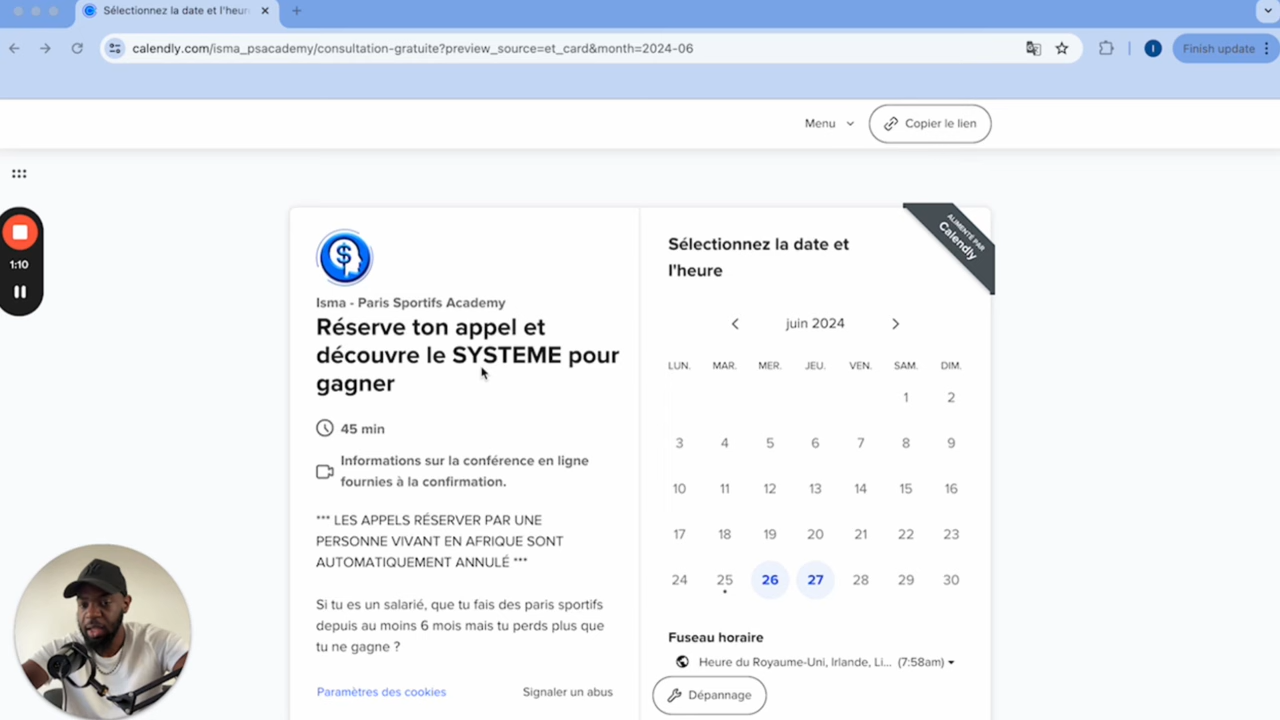 Sélectionnez la date et l'heure
calendly.com/isma_psacademy/consultation-gratuite?preview_source=et_card&month=2024-06
I
Finish update
Menu
Copier le lien
1:10
ALIMENTÉ PAR
Calendly
$
Isma - Paris Sportifs Academy
Réserve ton appel et
découvre le SYSTEME pour
gagner
45 min
Informations sur la conférence en ligne
fournies à la confirmation.
*** LES APPELS RÉSERVER PAR UNE
PERSONNE VIVANT EN AFRIQUE SONT
AUTOMATIQUEMENT ANNULÉ ***
Si tu es un salarié, que tu fais des paris sportifs
depuis au moins 6 mois mais tu perds plus que
tu ne gagne ?
Paramètres des cookies
Signaler un abus
Sélectionnez la date et
l'heure
juin 2024
LUN. MAR. MER. JEU. VEN. SAM. DIM.
1 2
3 4 5 6 7 8 9
10 11 12 13 14 15 16
17 18 19 20 21 22 23
24 25 26 27 28 29 30
Fuseau horaire
Heure du Royaume-Uni, Irlande, Li... (7:58am)
Dépannage